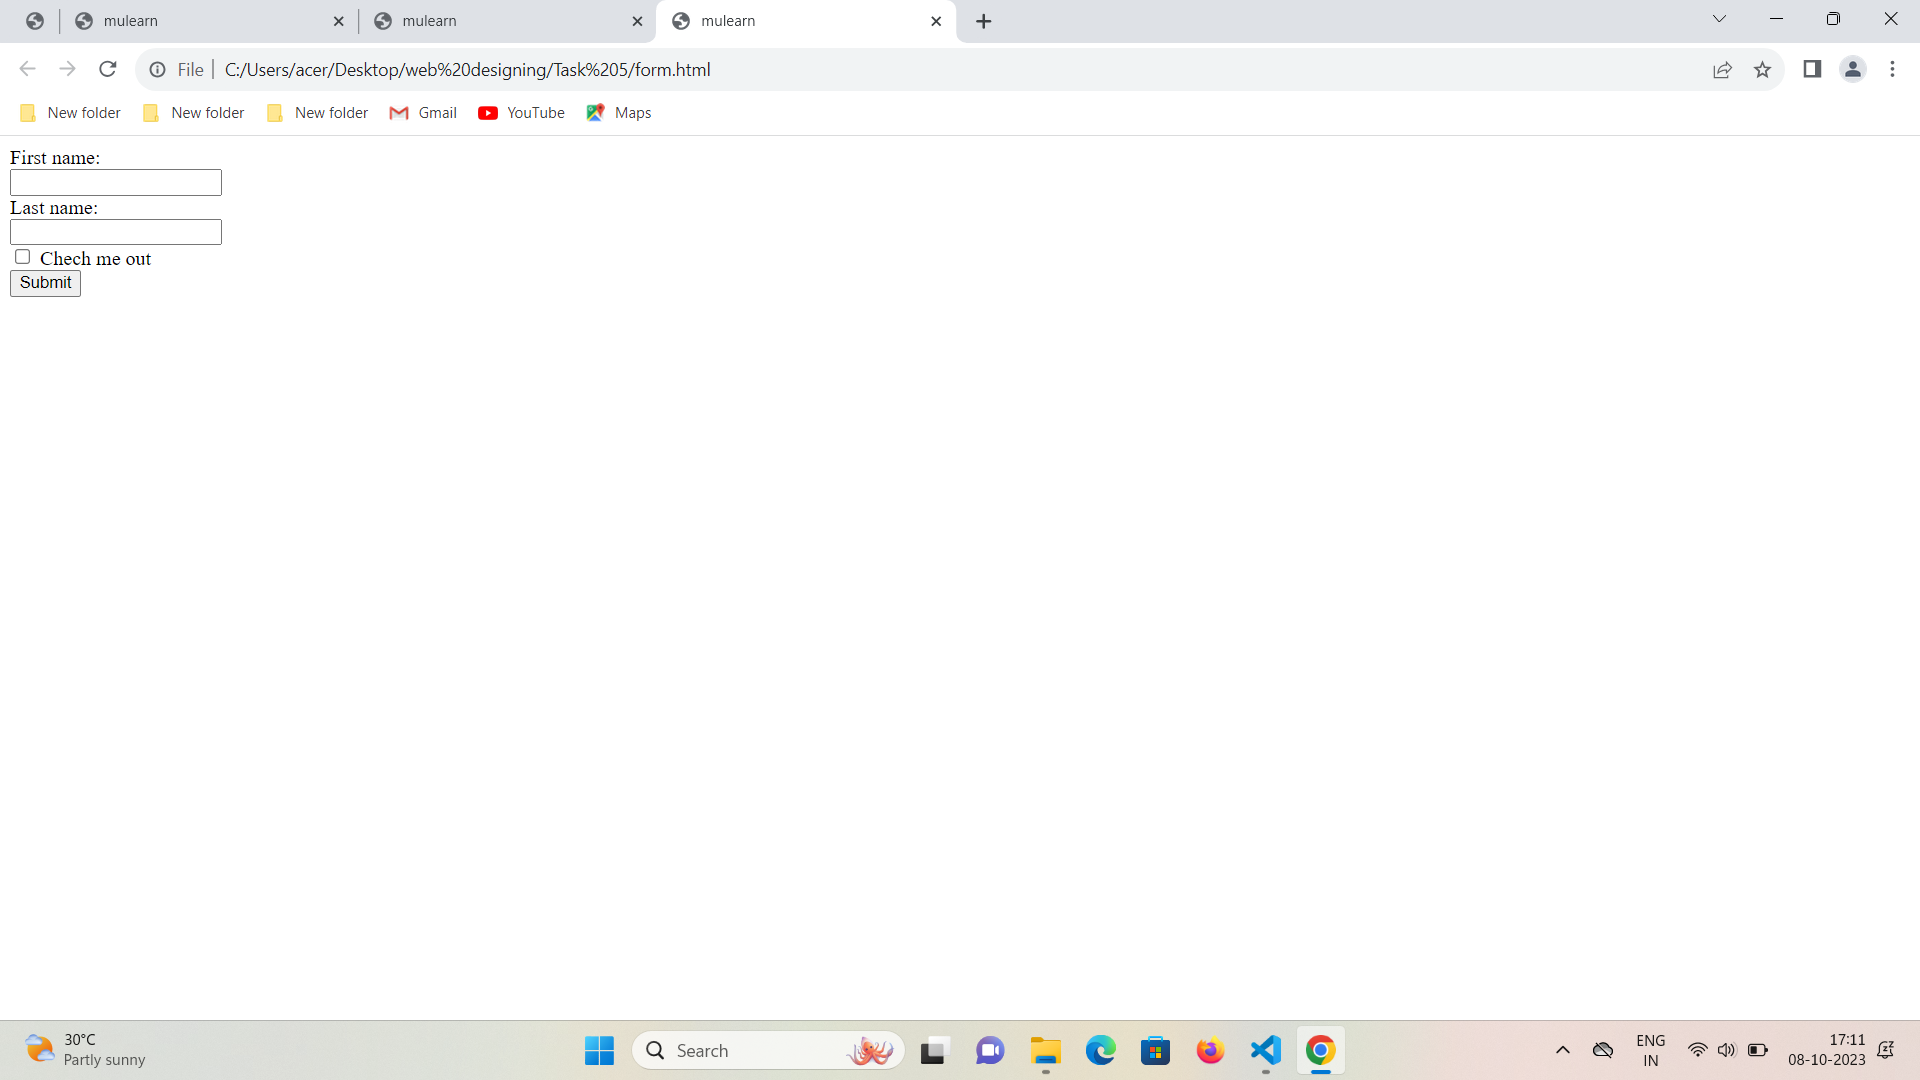 mulearn
mulearn
mulearn
File
C:/Users/acer/Desktop/web%20designing/Task%205/form.html
New folder
New folder
New folder
Gmail
YouTube
Maps
First name:
Last name:
Chech me out
Submit
30°C
Partly sunny
Search
ENG
IN
17:11
08-10-2023